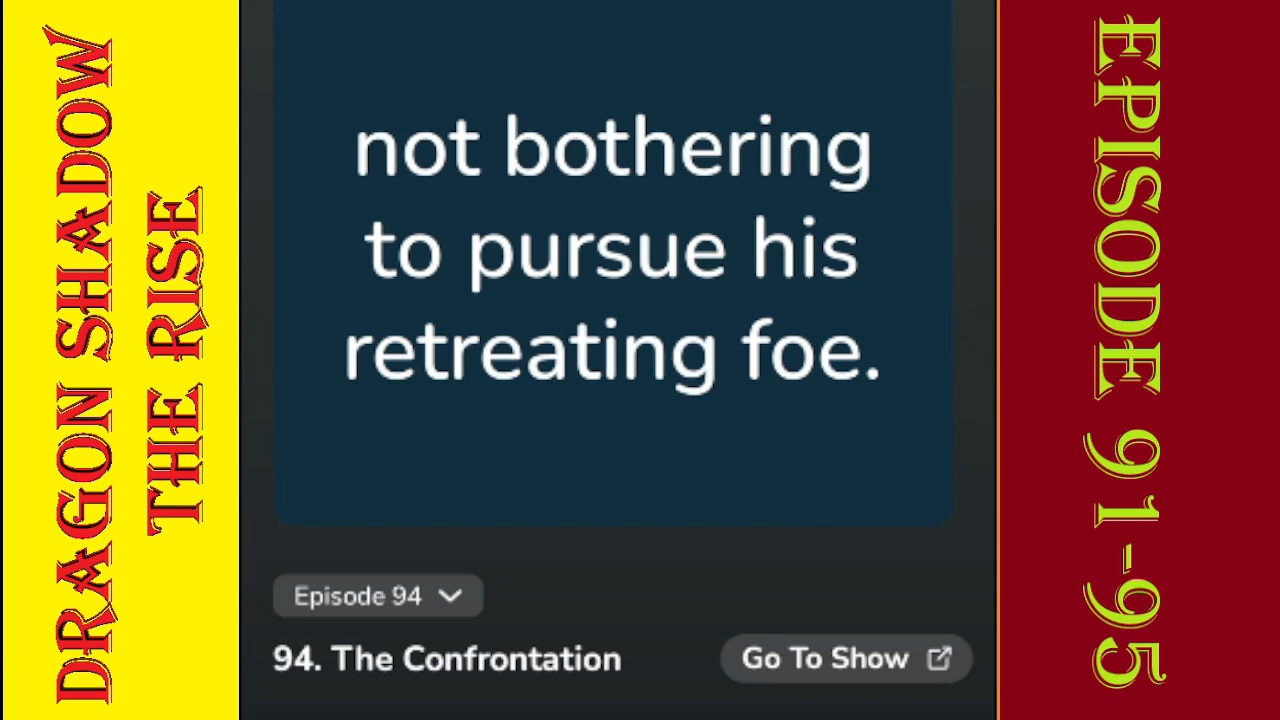 DRAGON SHADOW
THE RISE
not bothering
to pursue his
retreating foe.
Episode 94
94. The Confrontation
Go To Show
EPISODE 91-95